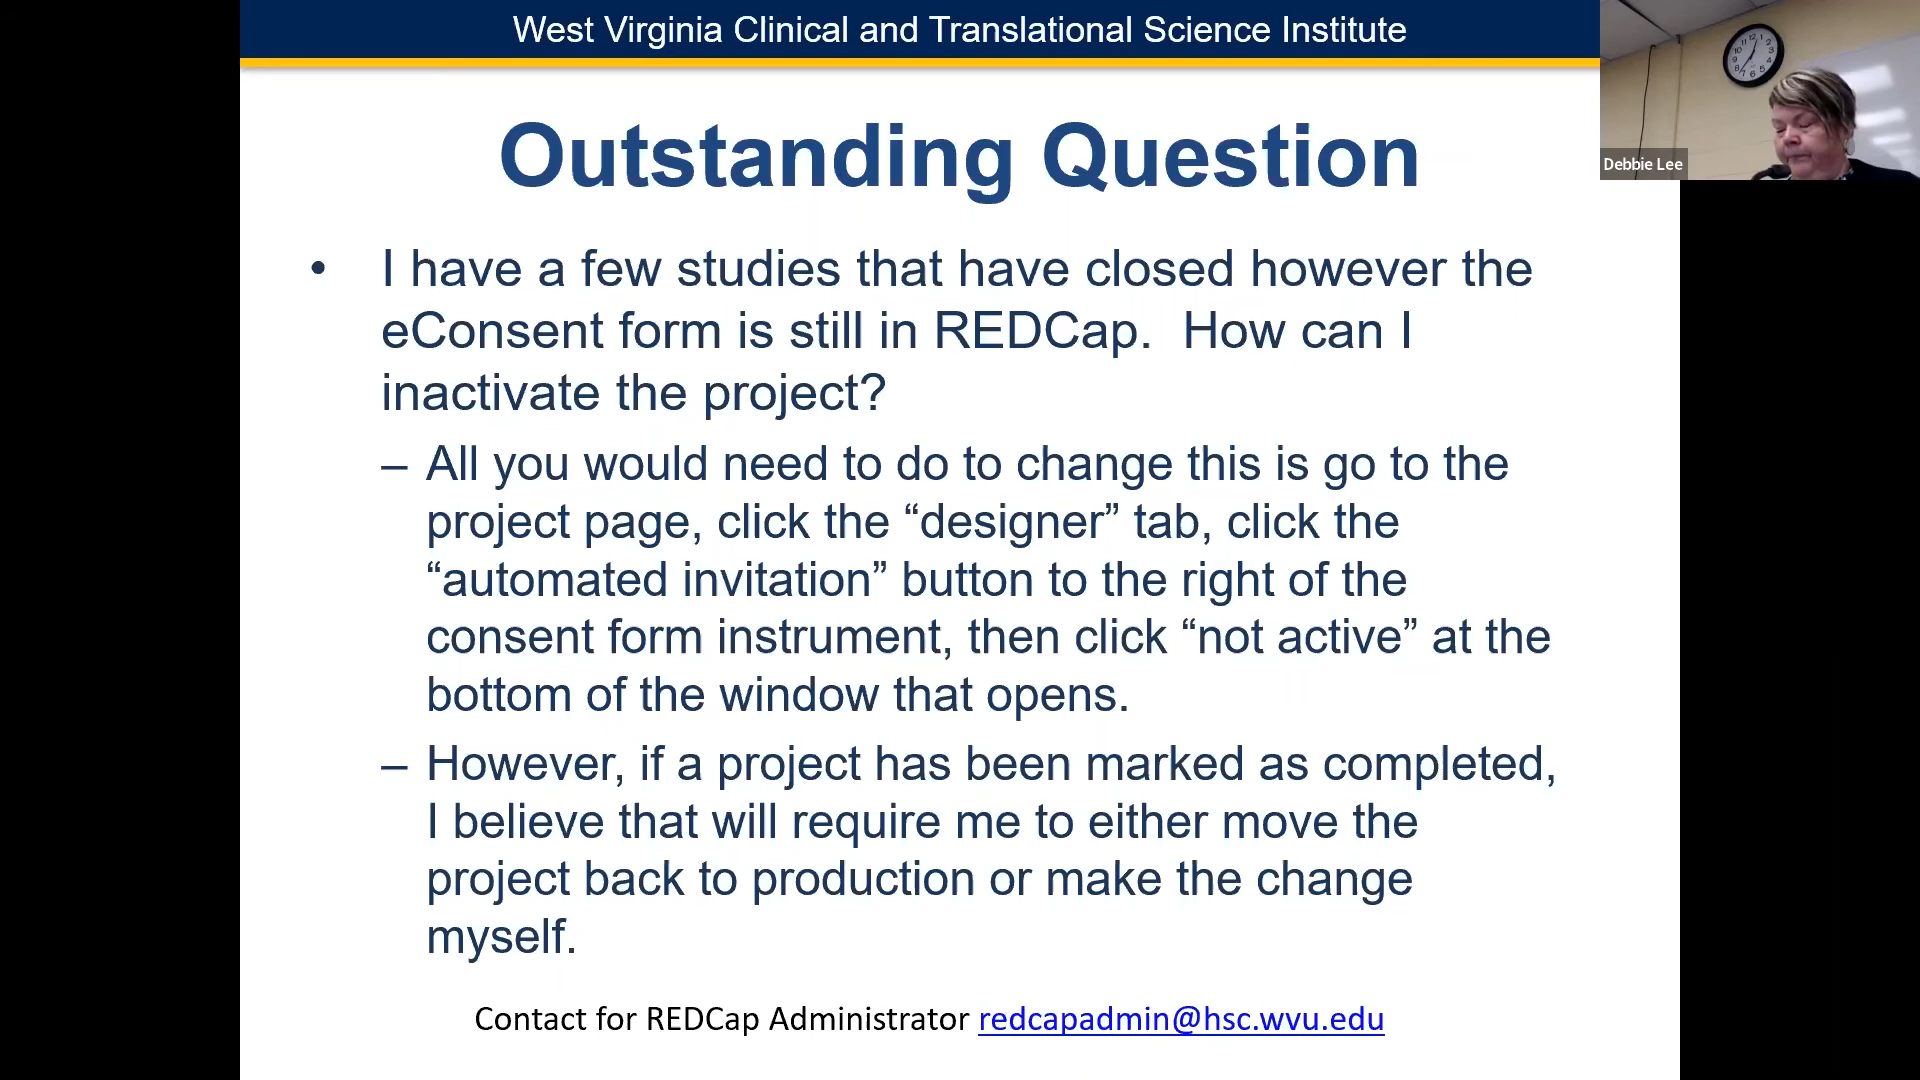 West Virginia Clinical and Translational Science Institute
Outstanding Question
• I have a few studies that have closed however the
eConsent form is still in REDCap. How can I
inactivate the project?
– All you would need to do to change this is go to the
project page, click the “designer” tab, click the
“automated invitation” button to the right of the
consent form instrument, then click “not active” at the
bottom of the window that opens.
– However, if a project has been marked as completed,
I believe that will require me to either move the
project back to production or make the change
myself.
Contact for REDCap Administrator redcapadmin@hsc.wvu.edu
Debbie Lee